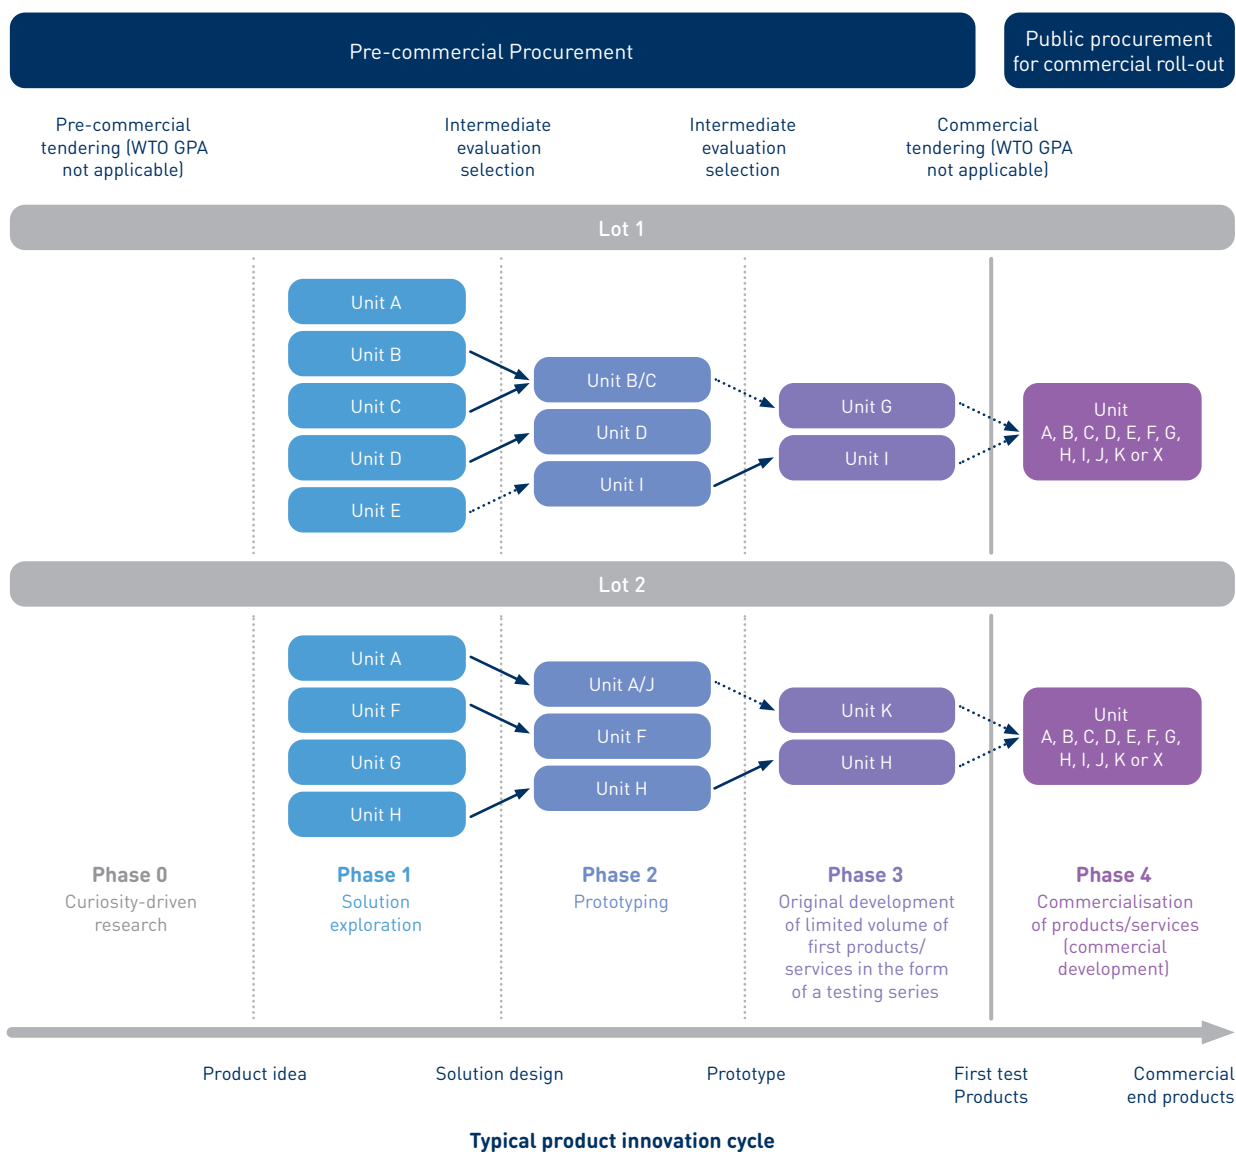 Pre-commercial Procurement
Public procurement
for commercial roll-out
Pre-commercial
tendering (WTO GPA
not applicable)
Intermediate
evaluation
selection
Intermediate
evaluation
selection
Commercial
tendering (WTO GPA
not applicable)
Lot 1
Unit A
Unit B
Unit C
Unit D
Unit E
Unit B/C
Unit D
Unit I
Unit G
Unit I
Unit
A, B, C, D, E, F, G,
H, I, J, K or X
Lot 2
Unit A
Unit F
Unit G
Unit H
Unit A/J
Unit F
Unit H
Unit K
Unit H
Unit
A, B, C, D, E, F, G,
H, I, J, K or X
Phase 0
Curiosity-driven
research
Phase 1
Solution
exploration
Phase 2
Prototyping
Phase 3
Original development
of limited volume of
first products/
services in the form
of a testing series
Phase 4
Commercialisation
of products/services
(commercial
development)
Product idea
Solution design
Prototype
First test
Products
Commercial
end products
Typical product innovation cycle